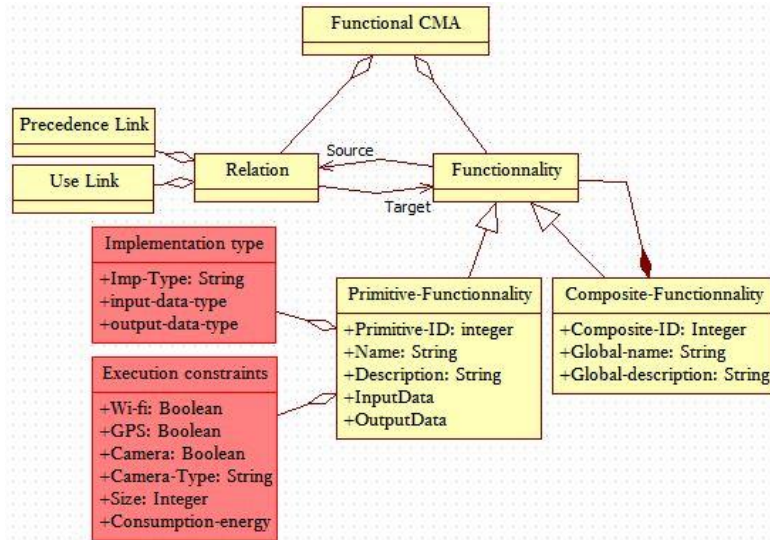 Functional CMA
Precedence Link
Use Link
Relation
Source
Target
Functionnality
Implementation type
+Imp-Type: String
+input-data-type
+output-data-type
Execution constraints
+Wi-fi: Boolean
+GPS: Boolean
+Camera: Boolean
+Camera-Type: String
+Size: Integer
+Consumption-energy
Primitive-Functionnality
+Primitive-ID: integer
+Name: String
+Description: String
+InputData
+OutputData
Composite-Functionnality
+Composite-ID: Integer
+Global-name: String
+Global-description: String